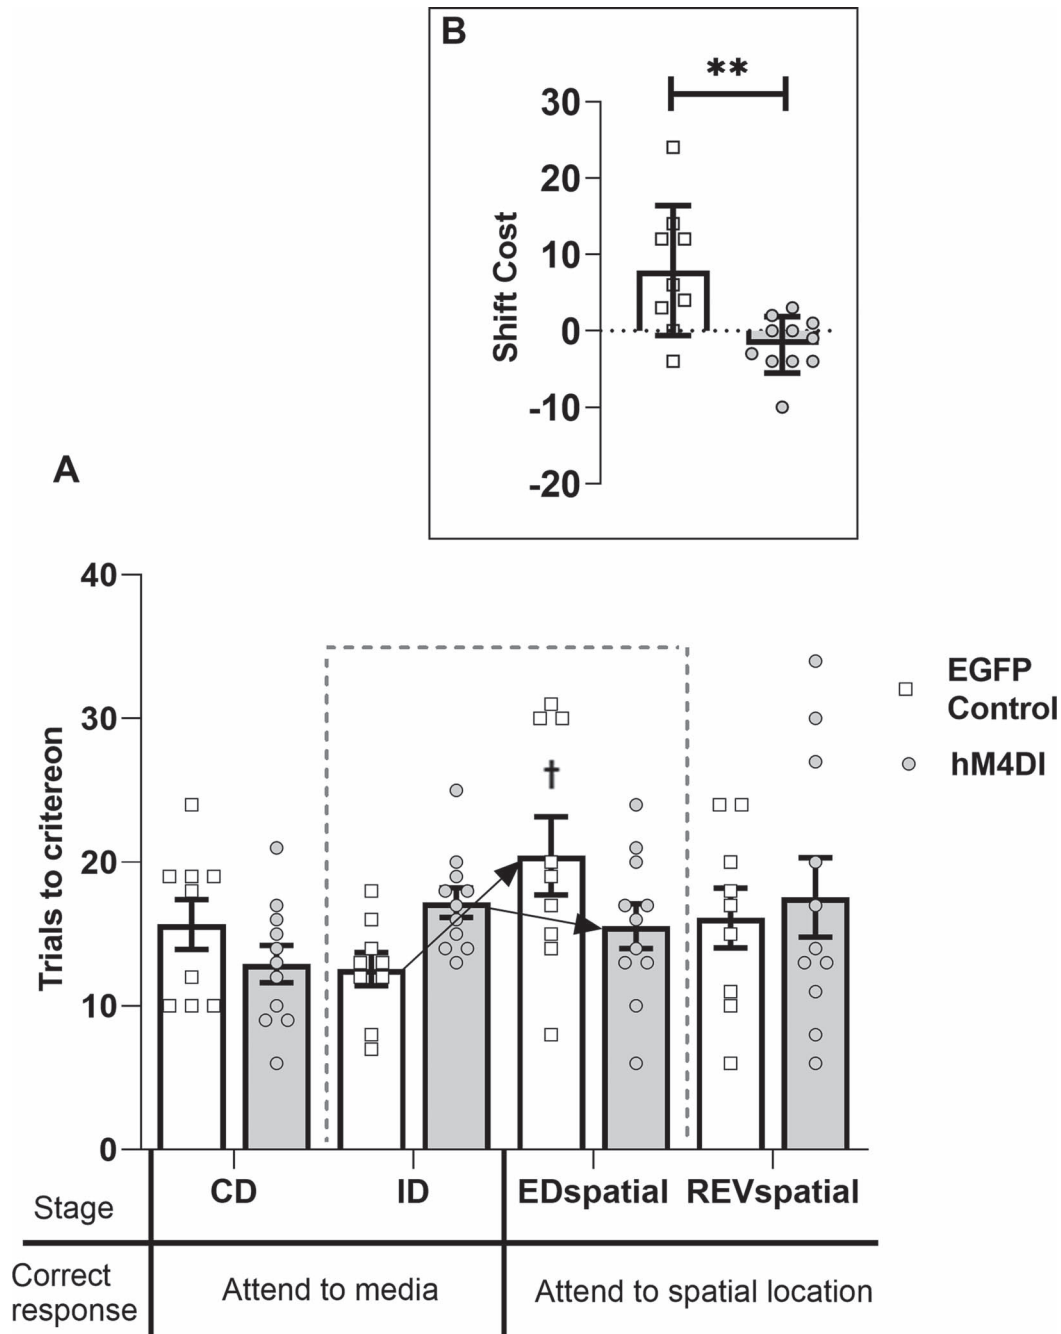 B
**
30
20
10
0
-10
-20
Shift Cost
A
40
30
20
10
0
Trials to critereon
†
EGFP
Control
hM4DI
CD ID EDspatial REVspatial
Stage
Correct
response
Attend to media Attend to spatial location